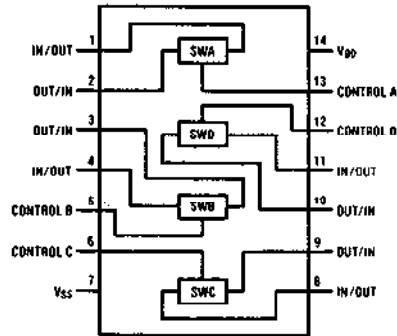 1
IN/OUT
2
OUT/IN
3
OUT/IN
4
IN/OUT
5
CONTROL B
6
CONTROL C
7
VSS
SWA
SWD
SWB
SWC
14
VDD
13
CONTROL A
12
CONTROL D
11
IN/OUT
10
OUT/IN
9
OUT/IN
8
IN/OUT